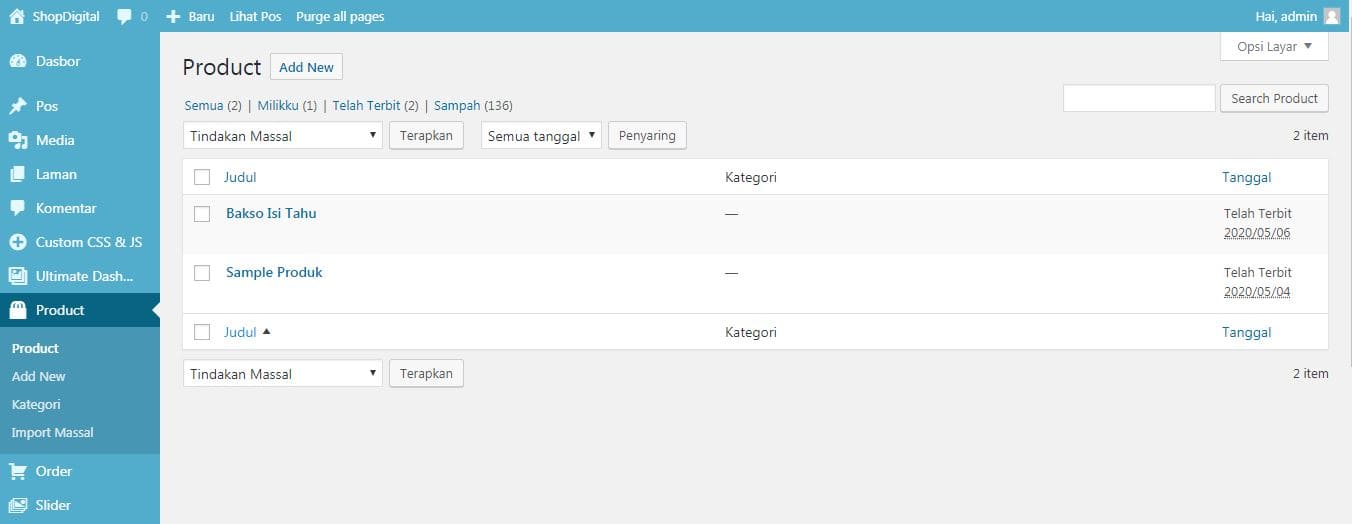 ShopDigital 0 Baru Lihat Pos Purge all pages Hai, admin
Opsi Layar
Dasbor
Pos
Media
Laman
Komentar
Custom CSS & JS
Ultimate Dash...
Product
Product
Add New
Kategori
Import Massal
Order
Slider
Product Add New
Semua (2) | Milikku (1) | Telah Terbit (2) | Sampah (136)
Search Product
Tindakan Massal Terapkan Semua tanggal Penyaring 2 item
Judul Kategori Tanggal
Bakso Isi Tahu — Telah Terbit
2020/05/06
Sample Produk — Telah Terbit
2020/05/04
Judul Kategori Tanggal
Tindakan Massal Terapkan 2 item